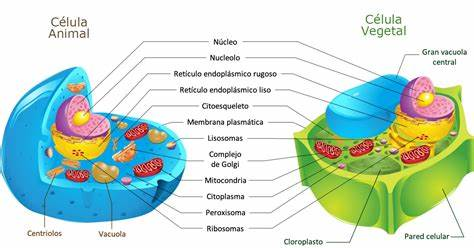 Célula
Animal
Célula
Vegetal
Núcleo
Nucleolo
Retículo endoplásmico rugoso
Retículo endoplásmico liso
Citoesqueleto
Membrana plasmática
Lisosomas
Complejo
de Golgi
Mitocondria
Citoplasma
Peroxisoma
Ribosomas
Gran vacuola
central
Centriolos
Vacuola
Cloroplasto
Pared celular